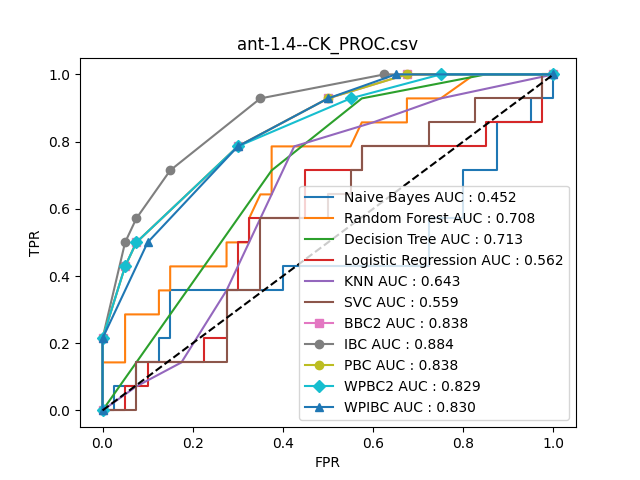 ant-1.4--CK_PROC.csv
1.0
0.8
0.6
0.4
0.2
0.0
TPR
Naive Bayes AUC : 0.452
Random Forest AUC : 0.708
Decision Tree AUC : 0.713
Logistic Regression AUC : 0.562
KNN AUC : 0.643
SVC AUC : 0.559
BBC2 AUC : 0.838
IBC AUC : 0.884
PBC AUC : 0.838
WPBC2 AUC : 0.829
WPIBC AUC : 0.830
0.0 0.2 0.4 0.6 0.8 1.0
FPR